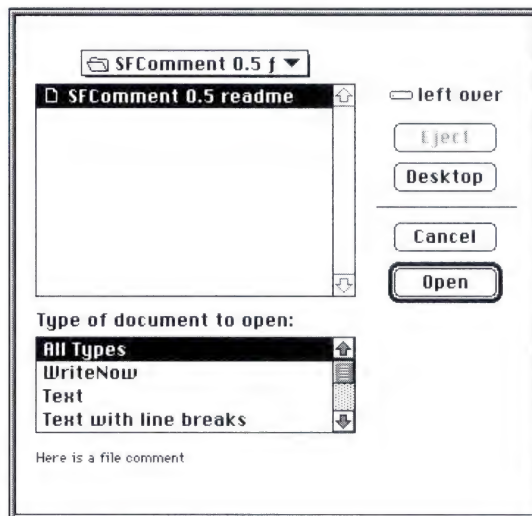 SFComment 0.5 ƒ
SFComment 0.5 readme
left over
Eject
Desktop
Cancel
Open
Type of document to open:
All Types
WriteNow
Text
Text with line breaks
Here is a file comment